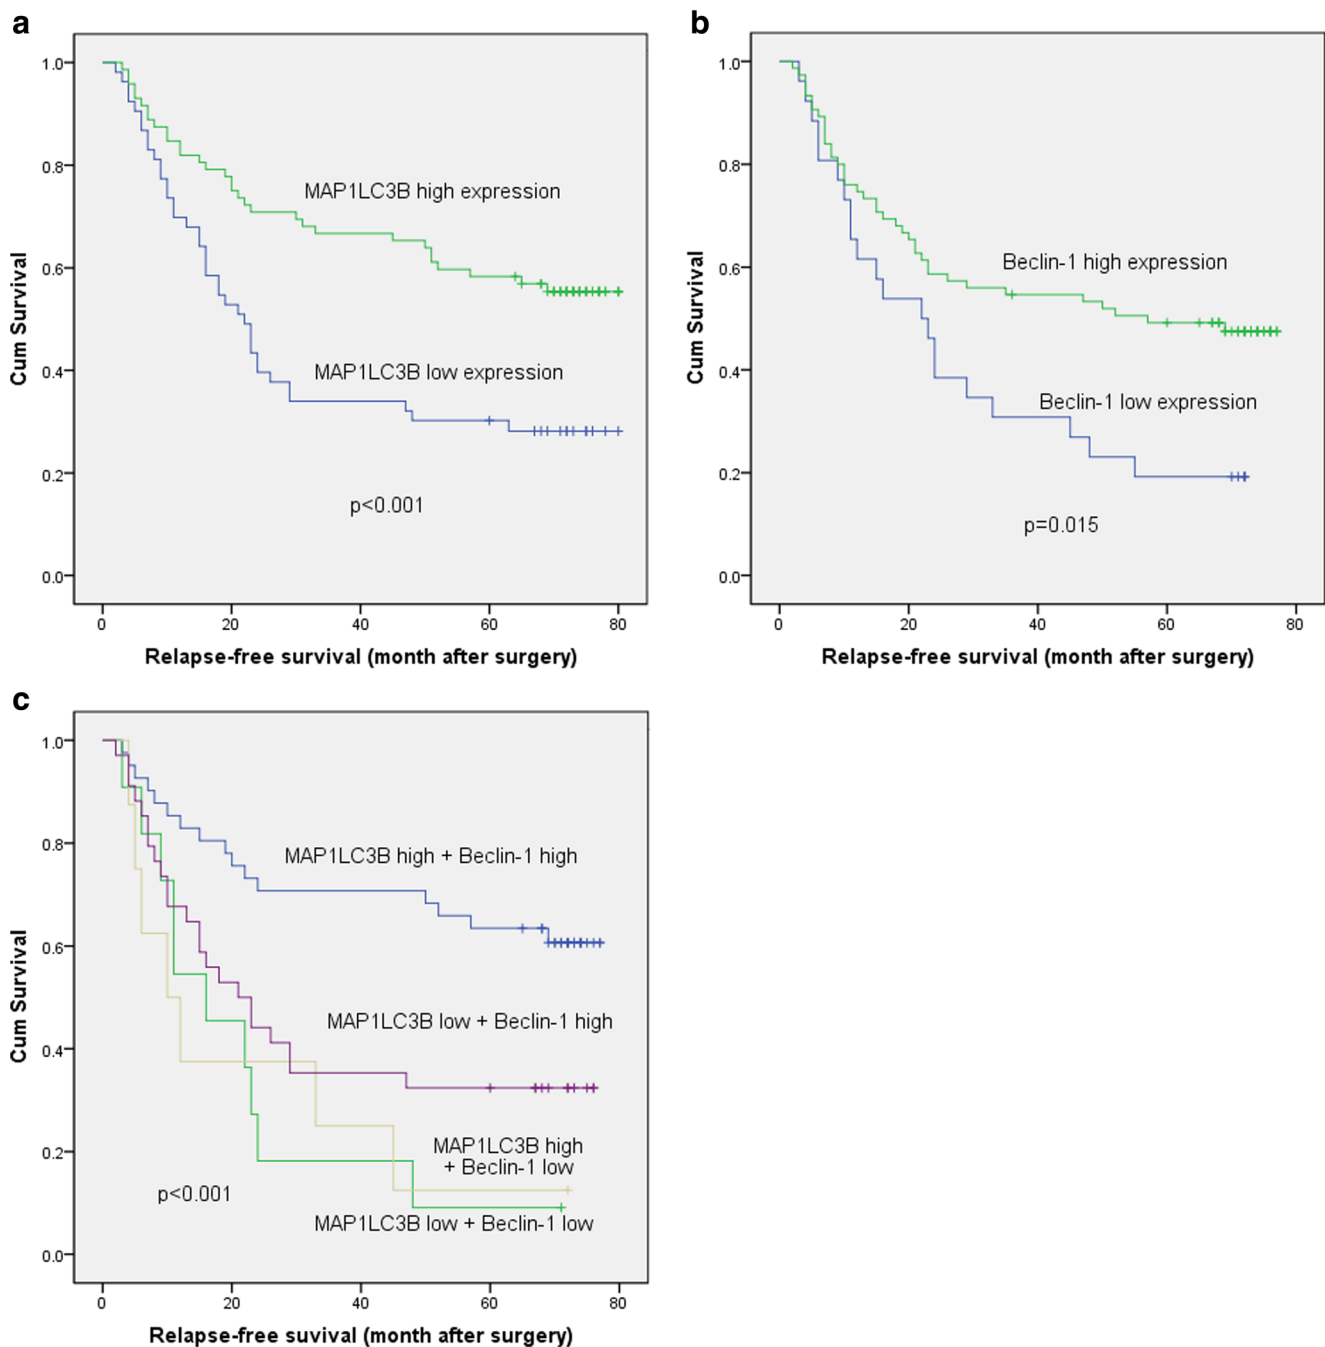 a
1.0
0.8
0.6
0.4
0.2
0.0
Cum Survival
MAP1LC3B high expression
MAP1LC3B low expression
p<0.001
0 20 40 60 80
Relapse-free survival (month after surgery)
b
1.0
0.8
0.6
0.4
0.2
0.0
Cum Survival
Beclin-1 high expression
Beclin-1 low expression
p=0.015
0 20 40 60 80
Relapse-free survival (month after surgery)
c
1.0
0.8
0.6
0.4
0.2
0.0
Cum Survival
MAP1LC3B high + Beclin-1 high
MAP1LC3B low + Beclin-1 high
MAP1LC3B high
+ Beclin-1 low
p<0.001
MAP1LC3B low + Beclin-1 low
0 20 40 60 80
Relapse-free suvival (month after surgery)